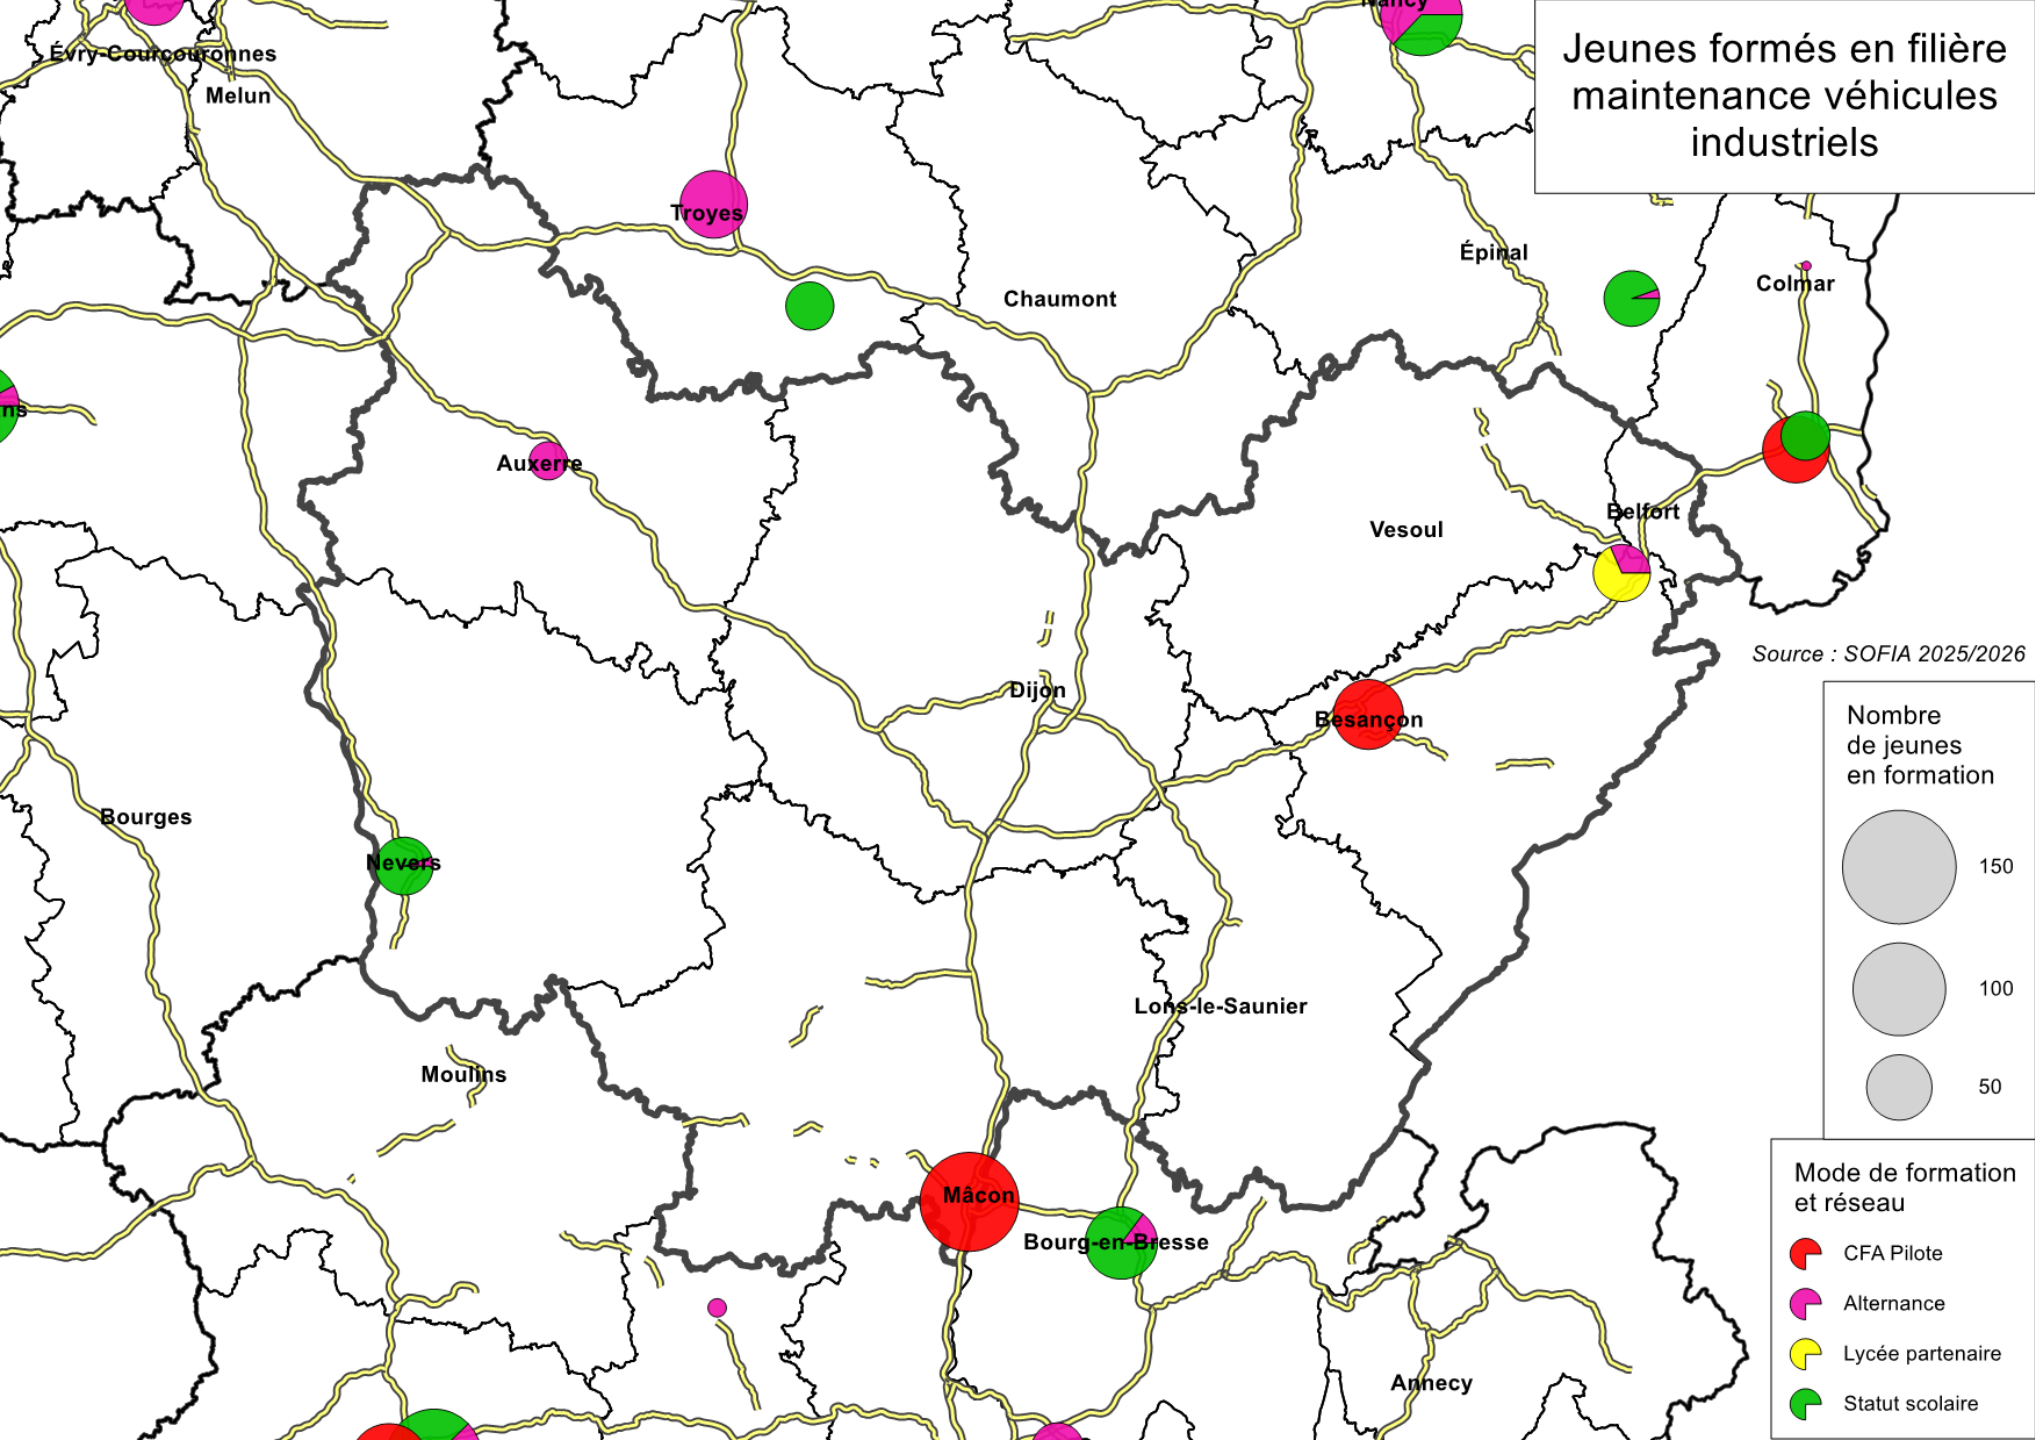 Nancy
Jeunes formés en filière
maintenance véhicules
industriels
Évry-Courcouronnes
Melun
Troyes
Épinal
Colmar
Chaumont
ns
Auxerre
Belfort
Vesoul
Source : SOFIA 2025/2026
Dijon
Besançon
Nombre
de jeunes
en formation
150
100
50
Bourges
Nevers
Lons-le-Saunier
Moulins
Mâcon
Bourg-en-Bresse
Annecy
Mode de formation
et réseau
CFA Pilote
Alternance
Lycée partenaire
Statut scolaire